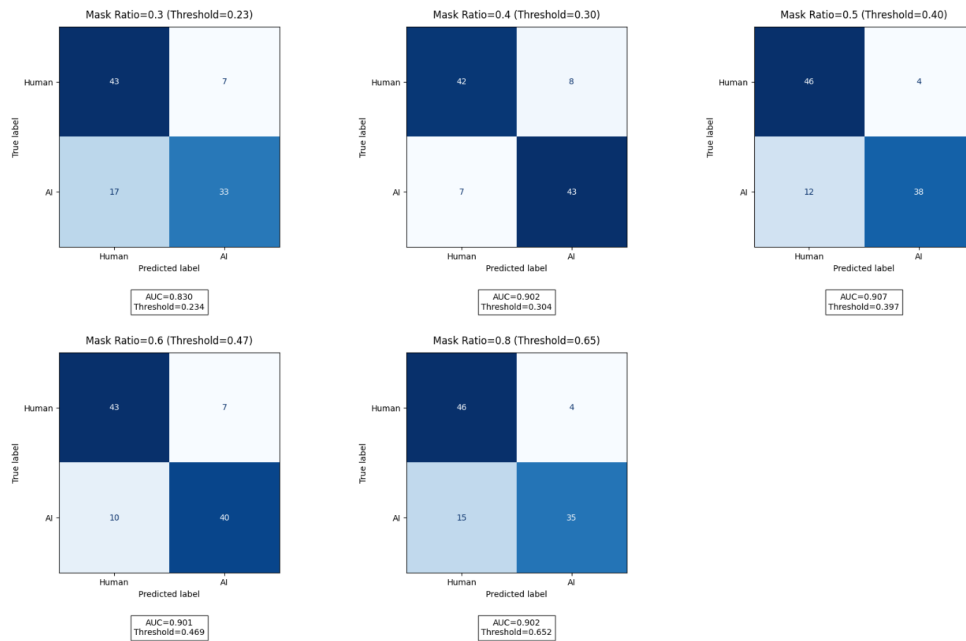 Mask Ratio=0.3 (Threshold=0.23)
Human
43
7
True label
AI
17
33
Human
AI
Predicted label
AUC=0.830
Threshold=0.234
Mask Ratio=0.4 (Threshold=0.30)
Human
42
8
True label
AI
7
43
Human
AI
Predicted label
AUC=0.902
Threshold=0.304
Mask Ratio=0.5 (Threshold=0.40)
Human
46
4
True label
AI
12
38
Human
AI
Predicted label
AUC=0.907
Threshold=0.397
Mask Ratio=0.6 (Threshold=0.47)
Human
43
7
True label
AI
10
40
Human
AI
Predicted label
AUC=0.901
Threshold=0.469
Mask Ratio=0.8 (Threshold=0.65)
Human
46
4
True label
AI
15
35
Human
AI
Predicted label
AUC=0.902
Threshold=0.652